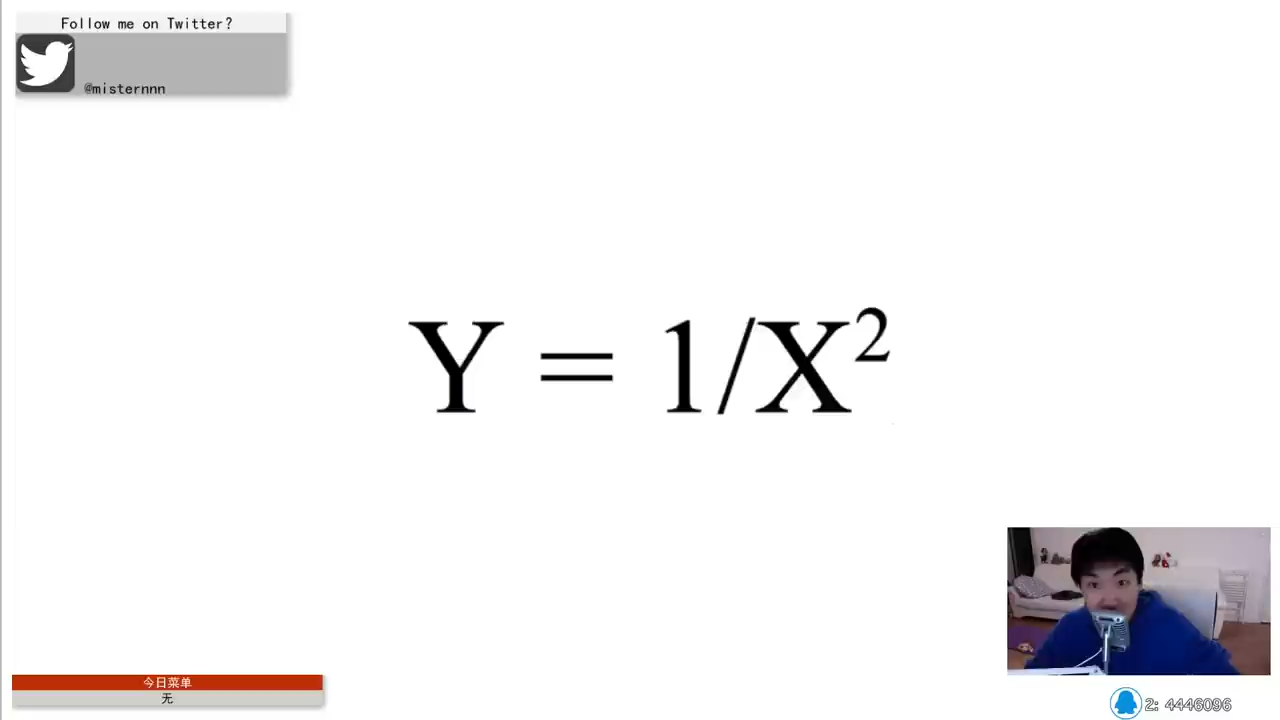 Follow me on Twitter?
@misternnn
Y = 1/X²
今日菜单
无
2: 4446096